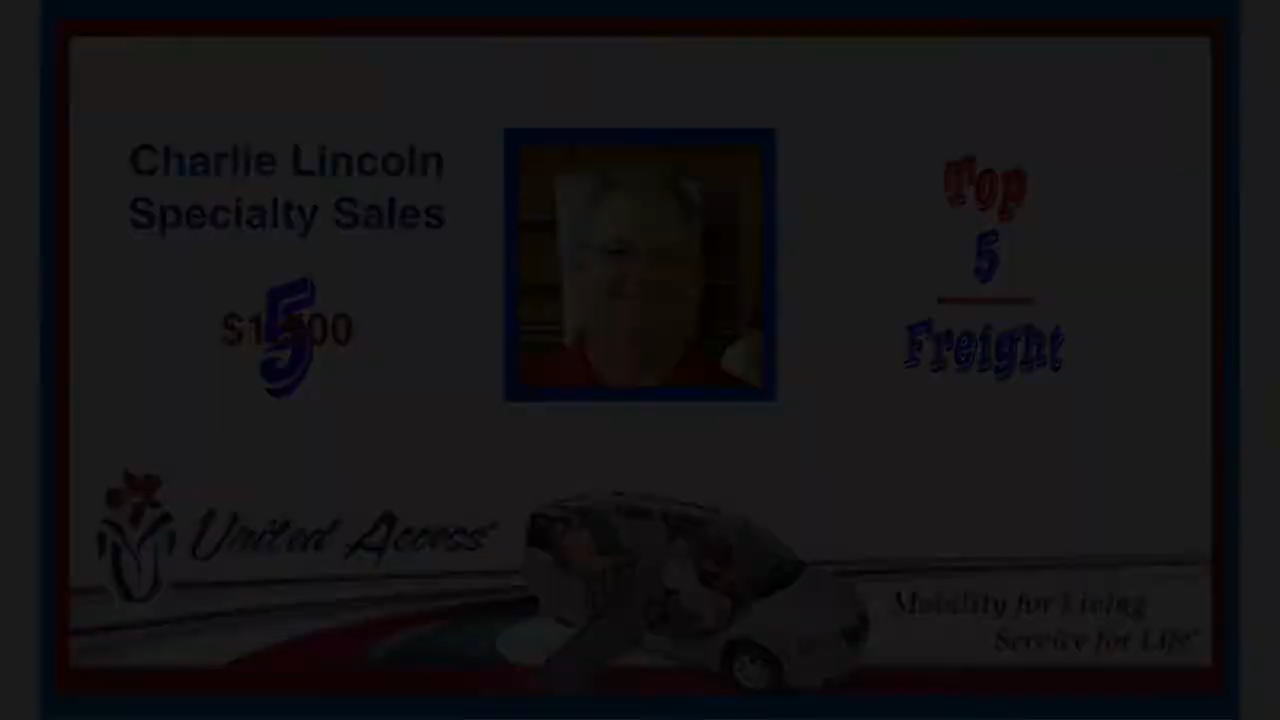 Charlie Lincoln
Specialty Sales
5
Top
5
Freight
United Access
Mobility for Living
Service for Life